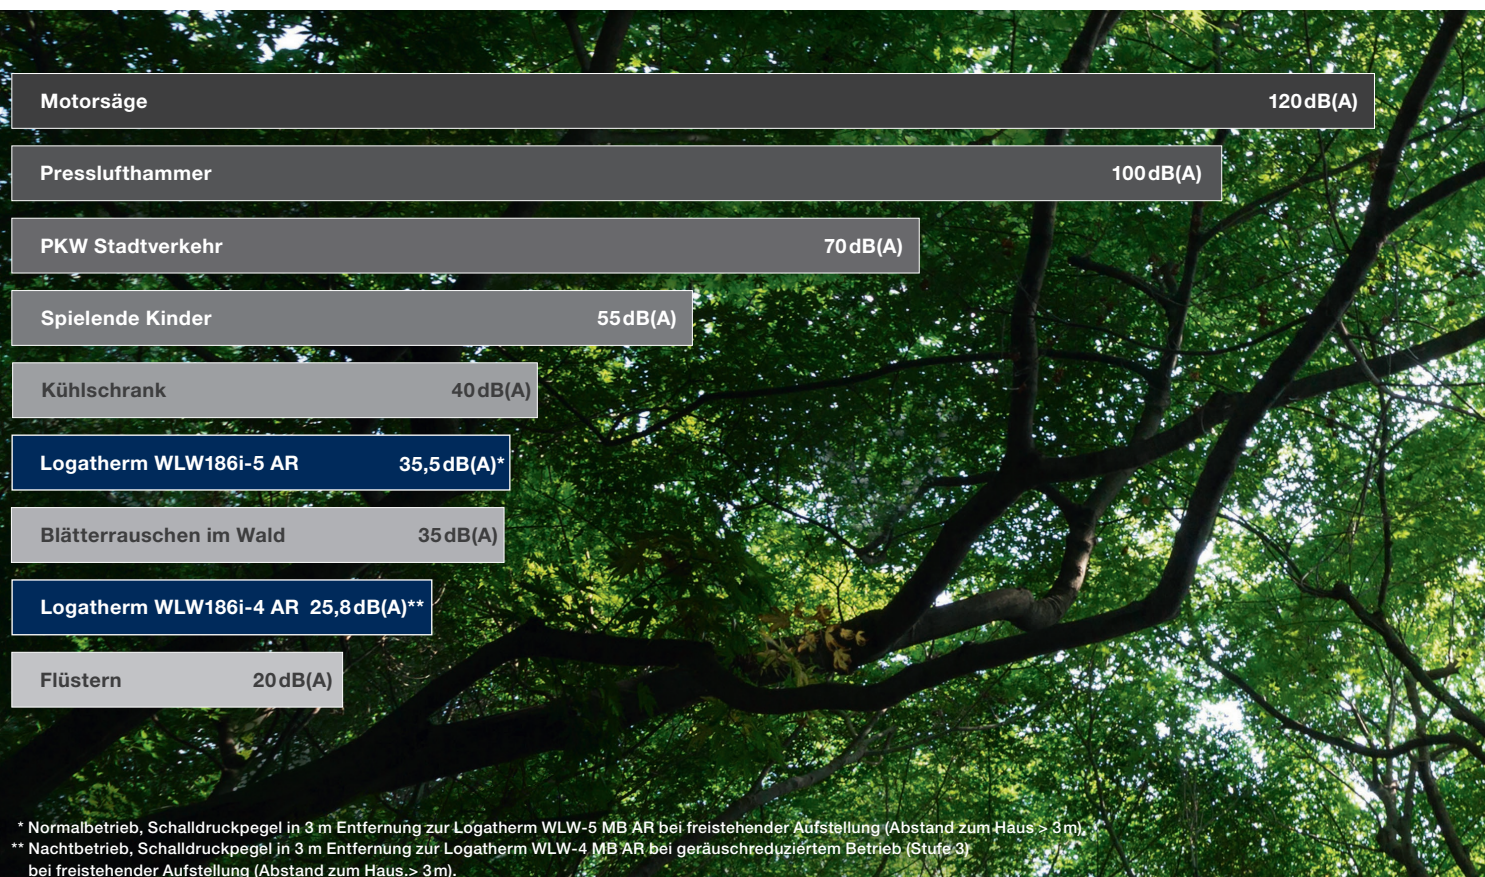 Motorsäge 120 dB(A)
Presslufthammer 100 dB(A)
PKW Stadtverkehr 70 dB(A)
Spielende Kinder 55 dB(A)
Kühlschrank 40 dB(A)
Logatherm WLW186i-5 AR 35,5 dB(A)*
Blätterrauschen im Wald 35 dB(A)
Logatherm WLW186i-4 AR 25,8 dB(A)**
Flüstern 20 dB(A)
* Normalbetrieb, Schalldruckpegel in 3 m Entfernung zur Logatherm WLW-5 MB AR bei freistehender Aufstellung (Abstand zum Haus > 3 m).
** Nachtbetrieb, Schalldruckpegel in 3 m Entfernung zur Logatherm WLW-4 MB AR bei geräuschreduziertem Betrieb (Stufe 3)
bei freistehender Aufstellung (Abstand zum Haus.> 3 m).